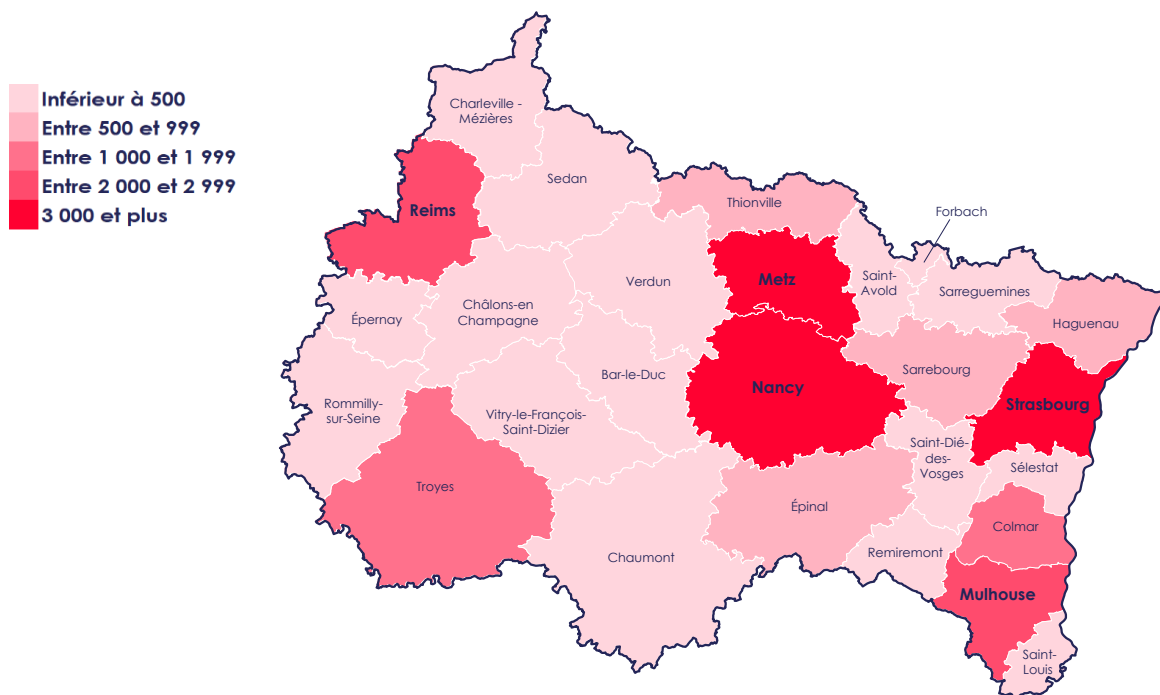 Inférieur à 500
Entre 500 et 999
Entre 1 000 et 1 999
Entre 2 000 et 2 999
3 000 et plus
Charleville -
Mézières
Sedan
Reims
Thionville
Forbach
Metz
Saint-
Avold
Sarreguemines
Verdun
Épernay
Châlons-en
Champagne
Haguenau
Sarrebourg
Bar-le-Duc
Nancy
Strasbourg
Rommilly-
sur-Seine
Vitry-le-François-
Saint-Dizier
Saint-Dié-
des-
Vosges
Sélestat
Troyes
Épinal
Colmar
Chaumont
Remiremont
Mulhouse
Saint-
Louis